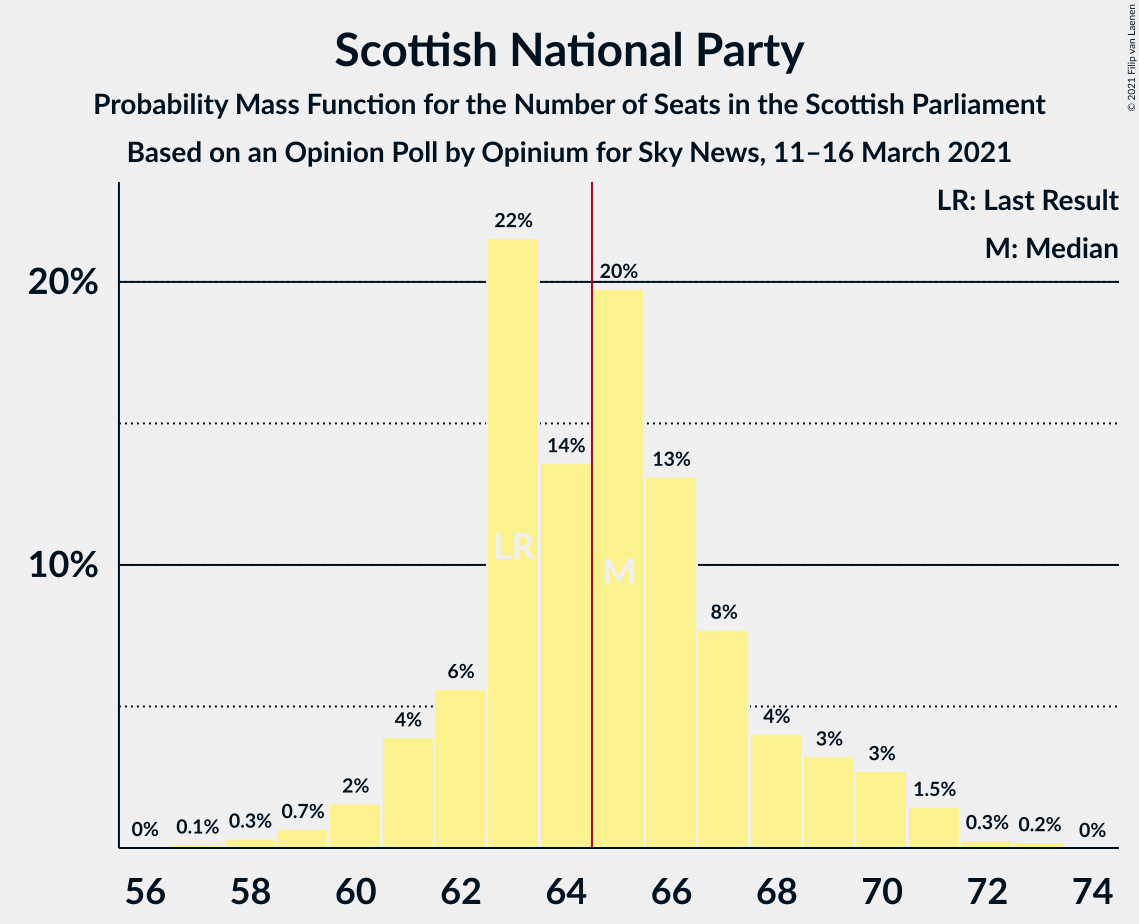 Scottish National Party
Probability Mass Function for the Number of Seats in the Scottish Parliament
Based on an Opinion Poll by Opinium for Sky News, 11–16 March 2021
© 2021 Filip van Laenen
LR: Last Result
M: Median
20%
10%
0%
0.1%
0.3%
0.7%
2%
4%
6%
22%
14%
20%
13%
8%
4%
3%
3%
1.5%
0.3%
0.2%
0%
LR
M
56 58 60 62 64 66 68 70 72 74